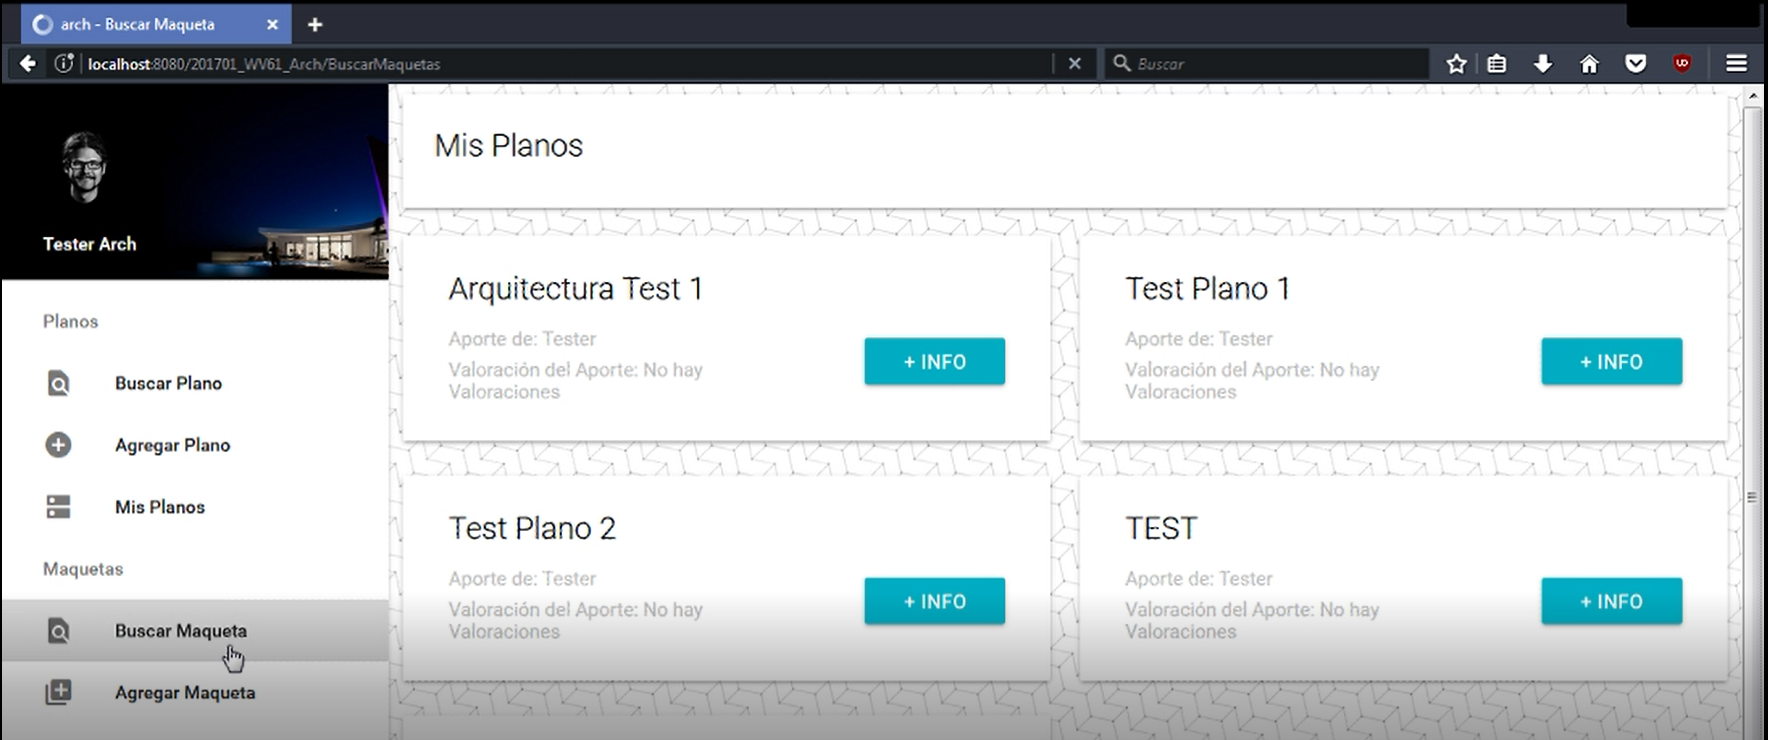 arch - Buscar Maqueta
localhost:8080/201701_WV61_Arch/BuscarMaquetas
Buscar
Tester Arch
Planos
Buscar Plano
Agregar Plano
Mis Planos
Maquetas
Buscar Maqueta
Agregar Maqueta
Mis Planos
Arquitectura Test 1
Aporte de: Tester
Valoración del Aporte: No hay
Valoraciones
+ INFO
Test Plano 1
Aporte de: Tester
Valoración del Aporte: No hay
Valoraciones
+ INFO
Test Plano 2
Aporte de: Tester
Valoración del Aporte: No hay
Valoraciones
+ INFO
TEST
Aporte de: Tester
Valoración del Aporte: No hay
Valoraciones
+ INFO